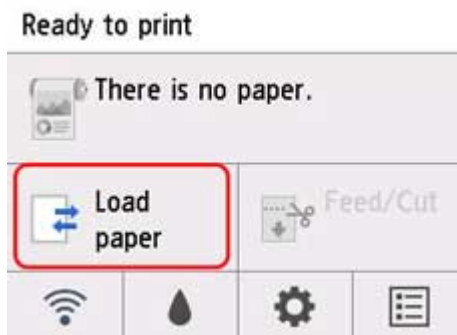 Ready to print
There is no paper.
Load
paper
Feed/Cut